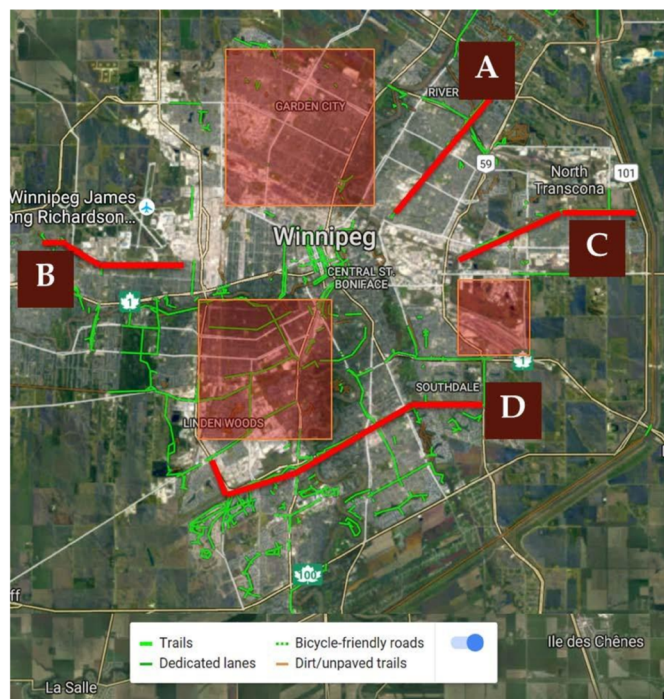 A
RIVER
GARDEN CITY
59
North
Transcona
101
Winnipeg James
ong Richardson...
Winnipeg
B
C
CENTRAL ST.
BONIFACE
1
1
SOUTHDALE
D
LINDEN WOODS
100
ff
Trails
Bicycle-friendly roads
Dedicated lanes
Dirt/unpaved trails
Ile des Chênes
La Salle